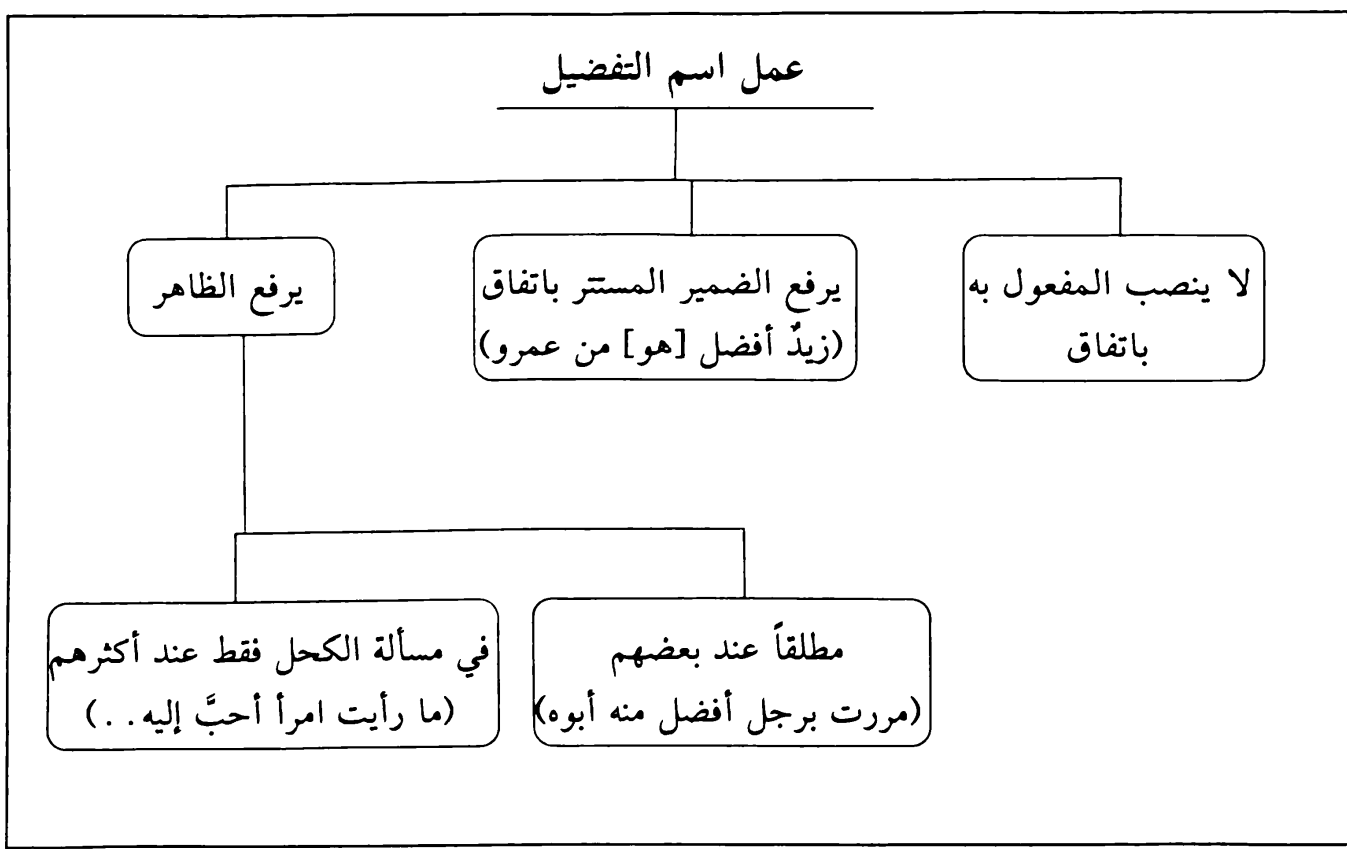 عمل اسم التفضيل
لا ينصب المفعول به
باتفاق
يرفع الضمير المستتر باتفاق
(زيدٌ أفضل [هو] من عمرو)
يرفع الظاهر
مطلقاً عند بعضهم
(مررت برجل أفضل منه أبوه)
في مسألة الكحل فقط عند أكثرهم
(ما رأيت امرأ أحبَّ إليه..)